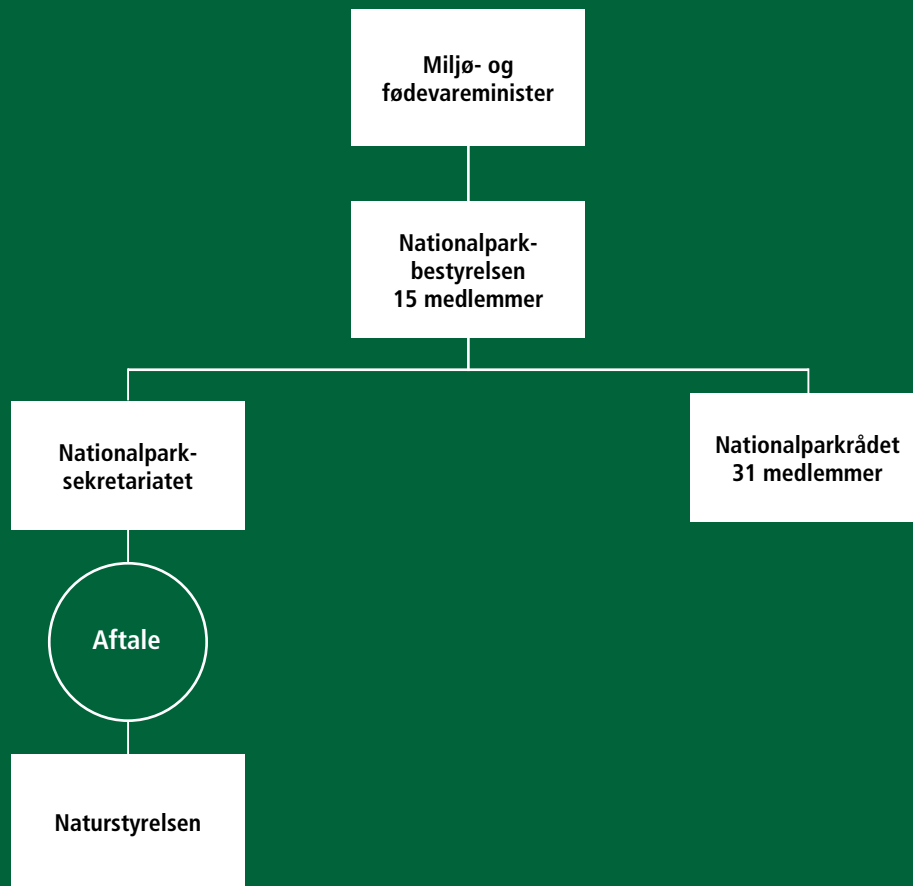 Miljø- og
fødevareminister
Nationalpark-
bestyrelsen
15 medlemmer
Nationalpark-
sekretariatet
Nationalparkrådet
31 medlemmer
Aftale
Naturstyrelsen